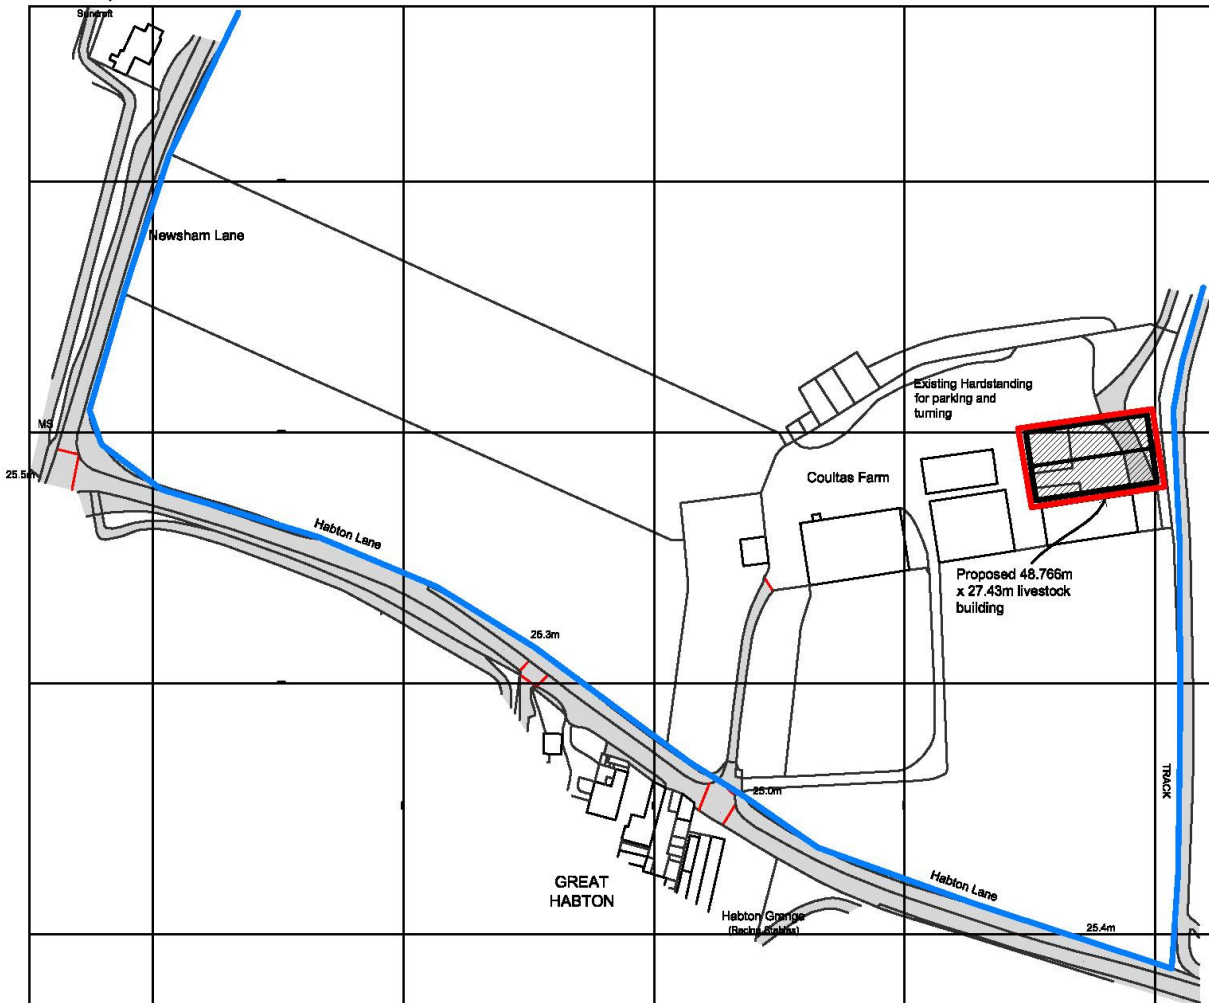 Suncroft
Newsham Lane
MS
25.5m
Existing Hardstanding
for parking and
turning
Coultas Farm
Habton Lane
Proposed 48.766m
x 27.43m livestock
building
25.3m
TRACK
25.0m
GREAT
HABTON
Habton Lane
Habton Grange
(Racing Stables)
25.4m